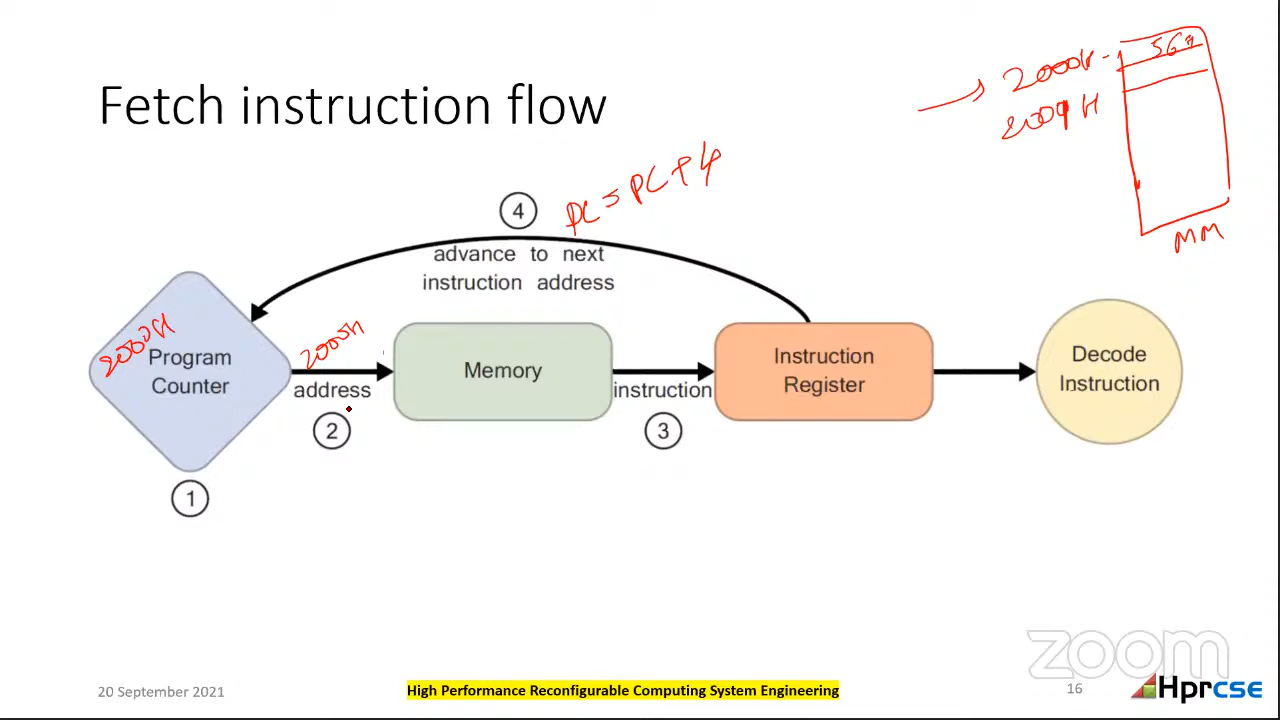 Fetch instruction flow
2000H
2004H
56H
MM
4
PC = PC + 4
advance to next
instruction address
2000H
Program
Counter
1
2000H
address
2
Memory
instruction
3
Instruction
Register
Decode
Instruction
zoom
20 September 2021
High Performance Reconfigurable Computing System Engineering
16
Hprcse